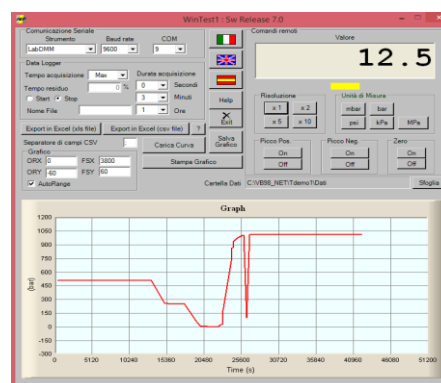 WinTest1 : Sw Release 7.0
Comunicazione Seriale
Strumento Baud rate COM
LabDMM 9600 9
Data Logger
Tempo acquisizione Max Durata acquisizione
Tempo residuo 0 % 0 Secondi
Start Stop 3 Minuti
Nome File 1 Ore
Export in Excel (xls file) Export in Excel (csv file) ?
Separatore di campi CSV
Carica Curva
Grafico
ORX 0 FSX 3800
ORY -60 FSY 60
Stampe Grafico
AutoRange
Help
Exit
Salva Grafico
Comandi remoti
Valore
12.5
Risoluzione
x 1 x 2
x 5 x 10
Unità di Misura
mbar bar
psi kPa MPa
Picco Pos. Picco Neg. Zero
On On On
Off Off Off
Cartella Dati C:\VB98_NET\Tdemo1\Dati Sfoglia
Graph
1200
1050
900
750
600
450
300
150
0
-150
-300
(bar)
0 5120 10240 15360 20480 25600 30720 35840 40960 46080 51200
Time (s)